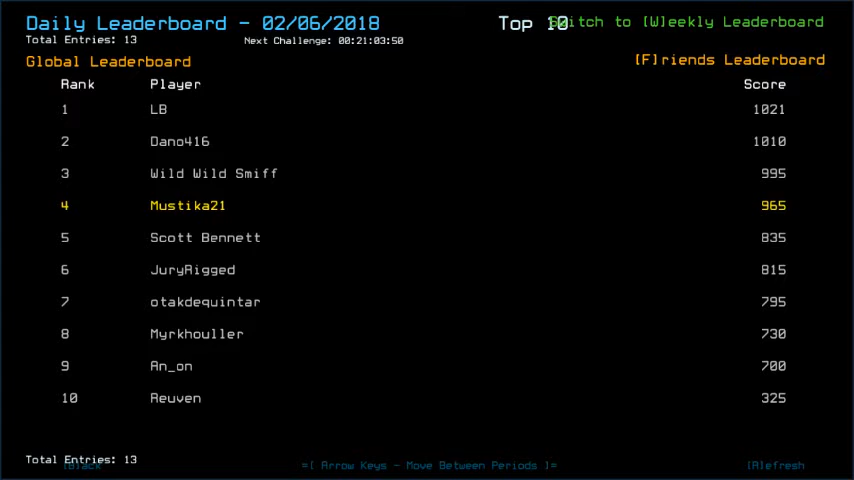 Daily Leaderboard - 02/06/2018 Top 10 Switch to [W]eekly Leaderboard
Total Entries: 13 Next Challenge: 00:21:03:50
Global Leaderboard [F]riends Leaderboard
Rank Player Score
1 LB 1021
2 Dano416 1010
3 Wild Wild Smiff 995
4 Mustika21 965
5 Scott Bennett 835
6 JuryRigged 815
7 otakdequintar 795
8 Myrkhouller 730
9 An_on 700
10 Reuven 325
Total Entries: 13
[B]ack =[ Arrow Keys - Move Between Periods ]= [R]efresh